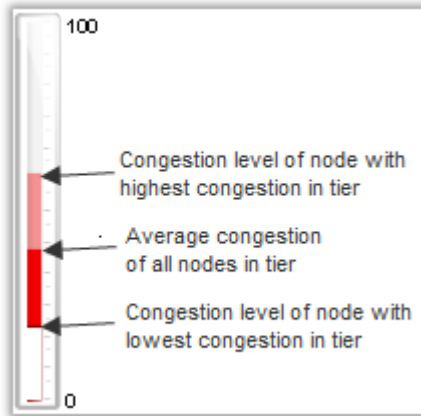 100
Congestion level of node with
highest congestion in tier
Average congestion
of all nodes in tier
Congestion level of node with
lowest congestion in tier
0